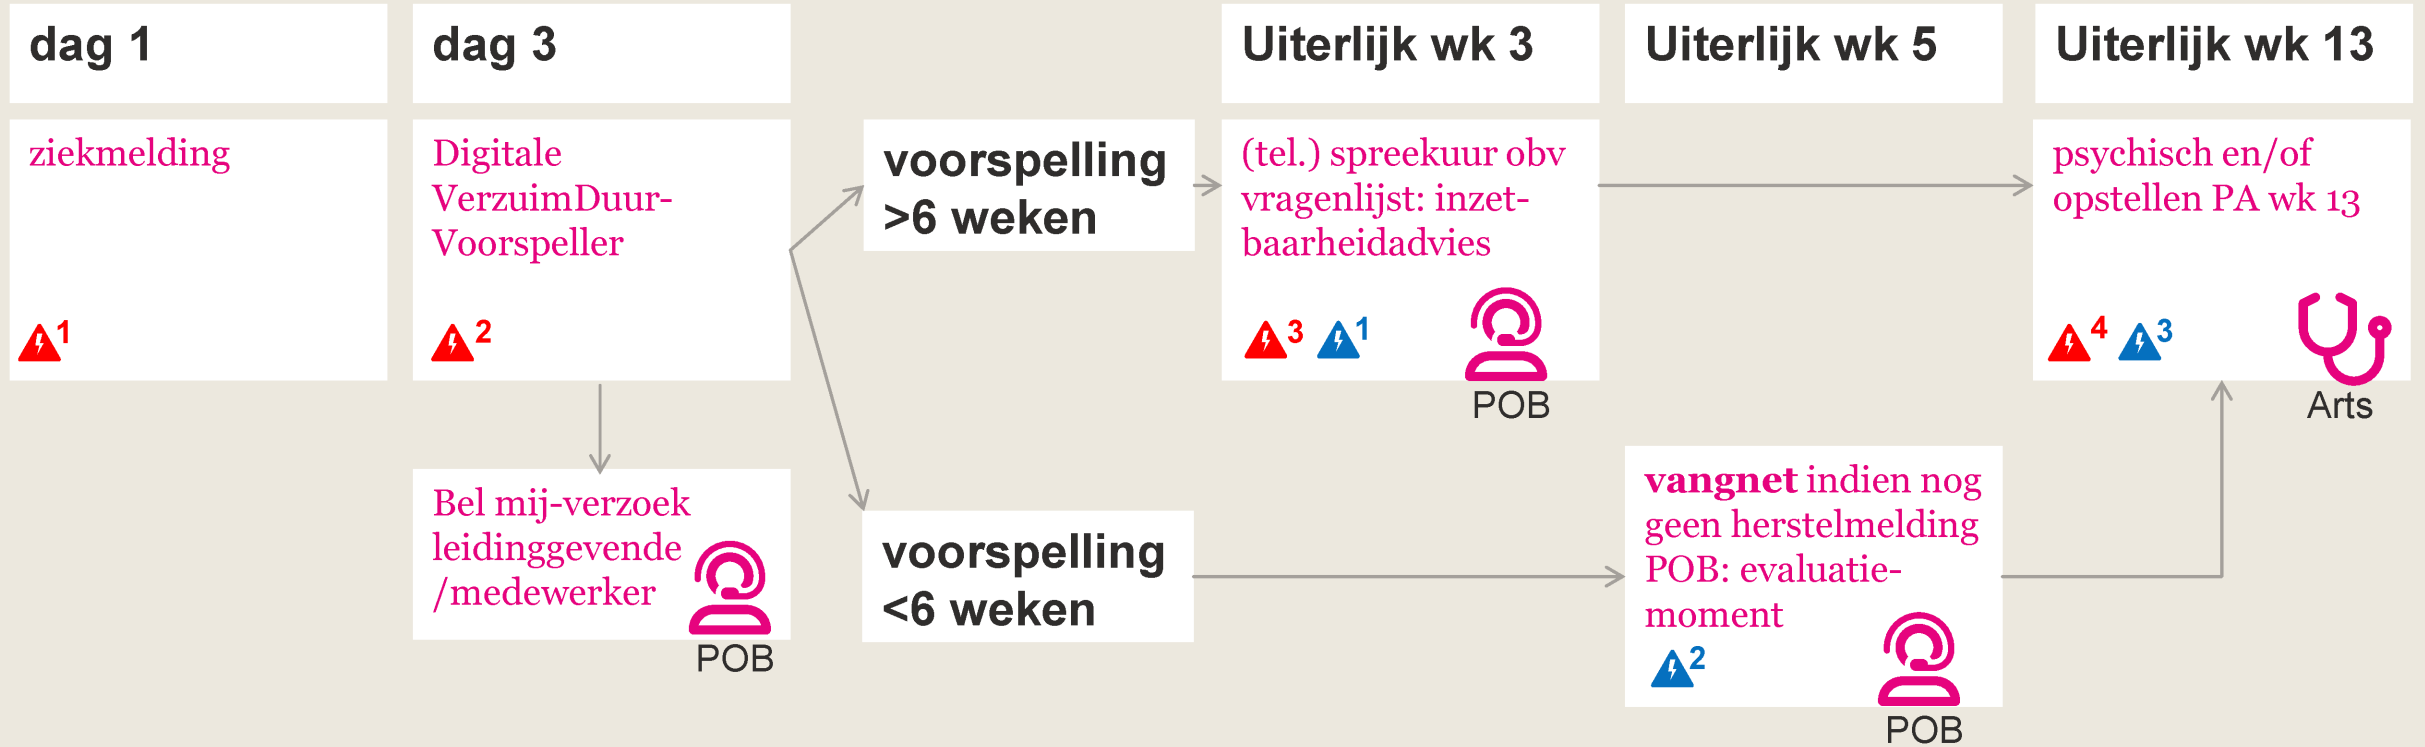 dag 1
dag 3
Uiterlijk wk 3
Uiterlijk wk 5
Uiterlijk wk 13
ziekmelding
1
Digitale
VerzuimDuur-
Voorspeller
2
voorspelling
>6 weken
(tel.) spreekuur obv
vragenlijst: inzet-
baarheidadvies
3
1
POB
psychisch en/of
opstellen PA wk 13
4
3
Arts
Bel mij-verzoek
leidinggevende
/medewerker
POB
voorspelling
<6 weken
vangnet indien nog
geen herstelmelding
POB: evaluatie-
moment
2
POB